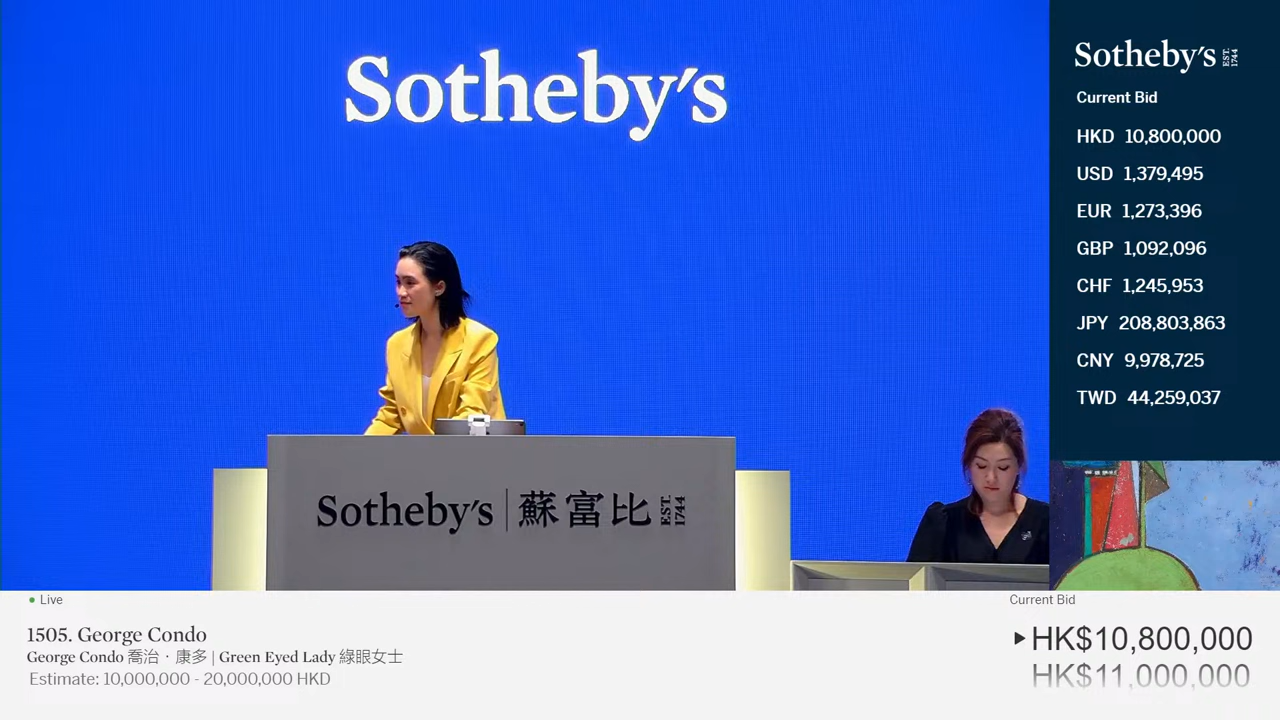 Sotheby's
Sotheby's EST. 1744
Current Bid
HKD 10,800,000
USD 1,379,495
EUR 1,273,396
GBP 1,092,096
CHF 1,245,953
JPY 208,803,863
CNY 9,978,725
TWD 44,259,037
Sotheby's | 蘇富比 EST. 1744
Live
1505. George Condo
George Condo 喬治・康多 | Green Eyed Lady 綠眼女士
Estimate: 10,000,000 - 20,000,000 HKD
Current Bid
HK$10,800,000
HK$11,000,000